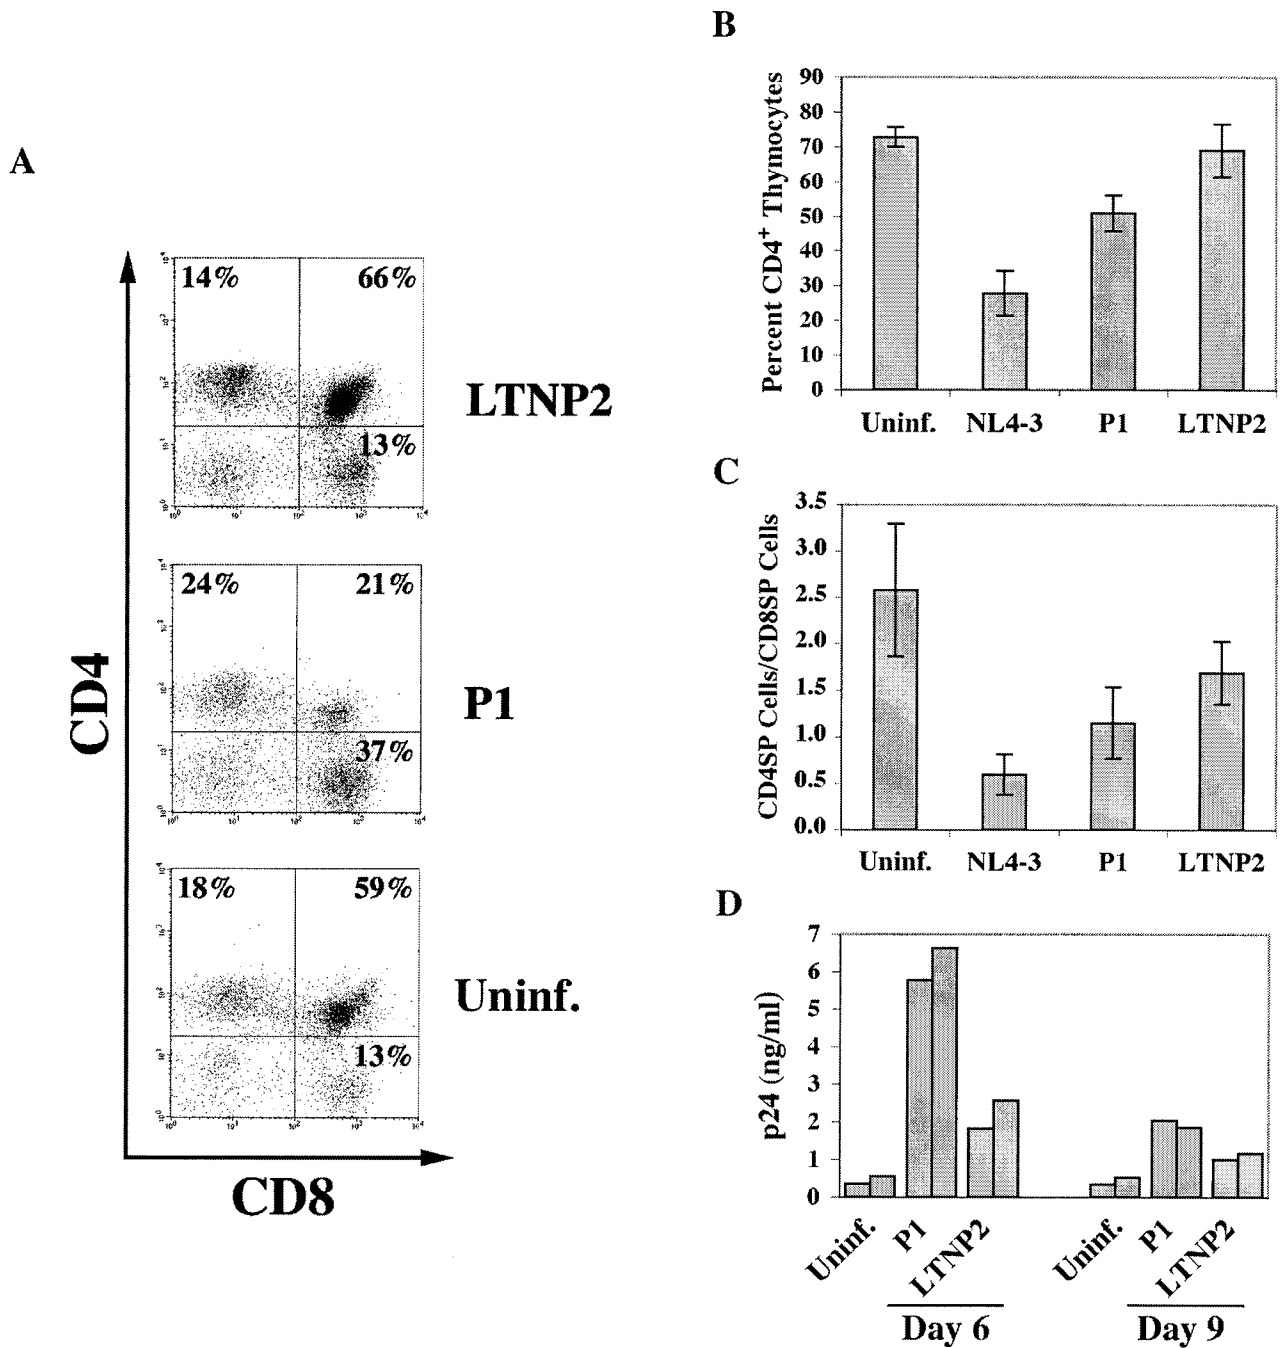 A
14%
66%
13%
LTNP2
24%
21%
37%
P1
18%
59%
13%
Uninf.
CD4
CD8
B
Percent CD4+ Thymocytes
90
80
70
60
50
40
30
20
10
0
Uninf.
NL4-3
P1
LTNP2
C
CD4SP Cells/CD8SP Cells
3.5
3.0
2.5
2.0
1.5
1.0
0.5
0.0
Uninf.
NL4-3
P1
LTNP2
D
p24 (ng/ml)
7
6
5
4
3
2
1
0
Uninf.
P1
LTNP2
Uninf.
P1
LTNP2
Day 6
Day 9